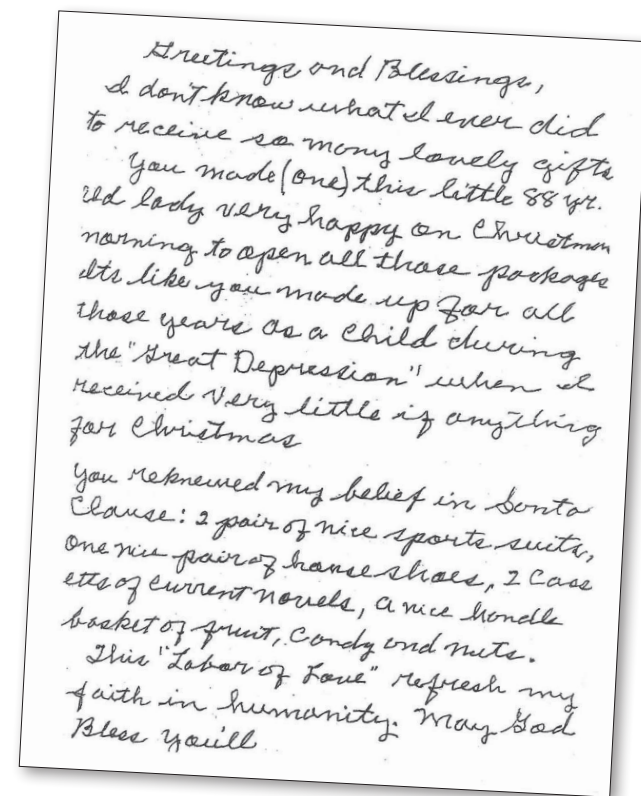 Greetings and Blessings,
I don't know what I ever did
to receive so many lovely gifts
You made (one) this little 88 yr.
old lady very happy on Christmas
morning to open all those packages
Its like you made up for all
those years as a child during
the "Great Depression" when I
received very little if anything
for Christmas
You reknewed my belief in Santa
Clause: 2 pair of nice sports suits,
one nice pair of house shoes, 2 Cass
etts of current novels, a nice handle
basket of fruit, candy and nuts.
This "Labor of Love" refresh my
faith in humanity. May God
Bless You'll